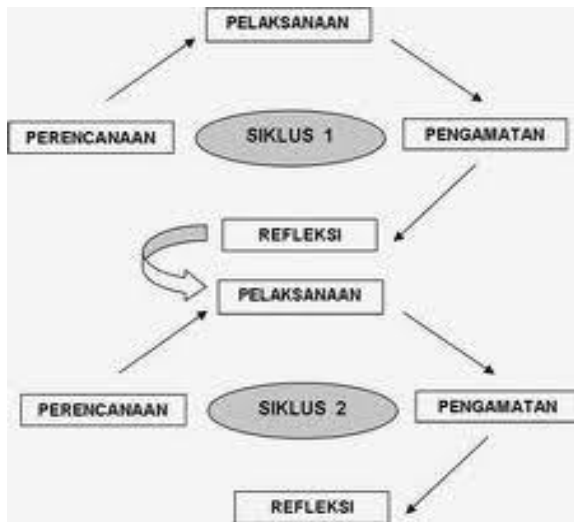 PELAKSANAAN
PERENCANAAN
SIKLUS 1
PENGAMATAN
REFLEKSI
PELAKSANAAN
PERENCANAAN
SIKLUS 2
PENGAMATAN
REFLEKSI